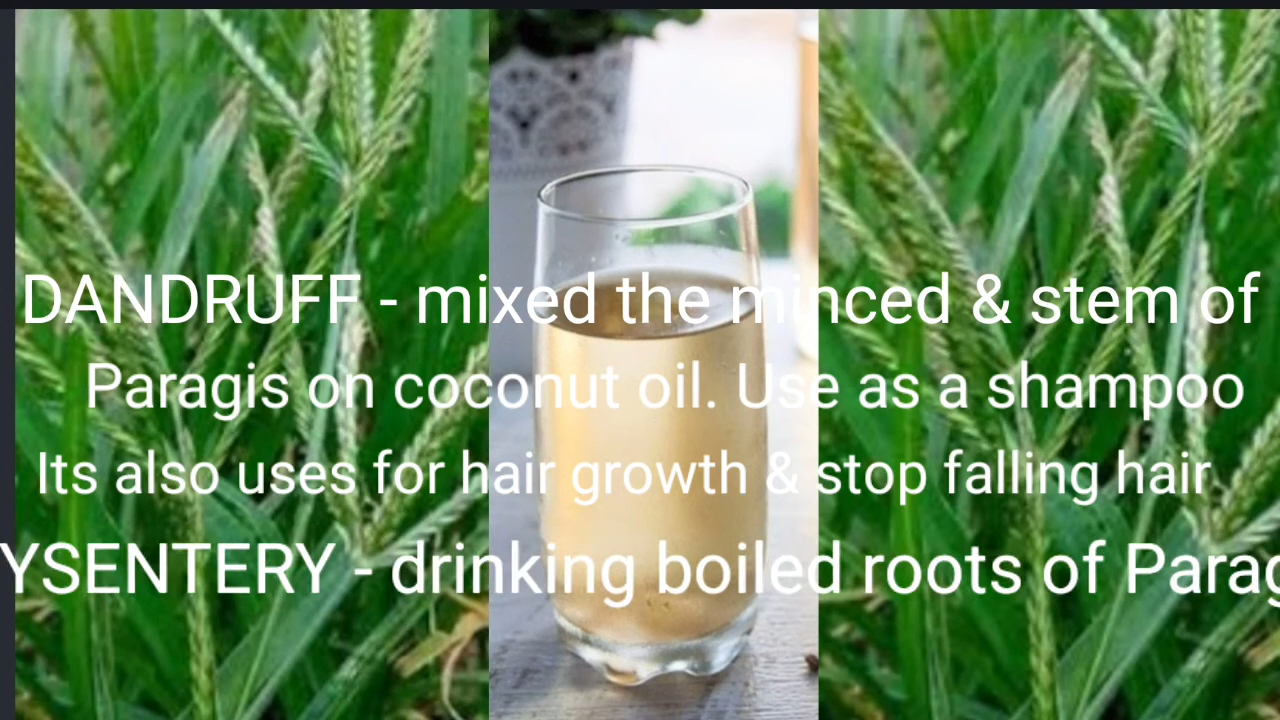 DANDRUFF - mixed the minced & stem of
Paragis on coconut oil. Use as a shampoo
Its also uses for hair growth & stop falling hair
YSENTERY - drinking boiled roots of Parag